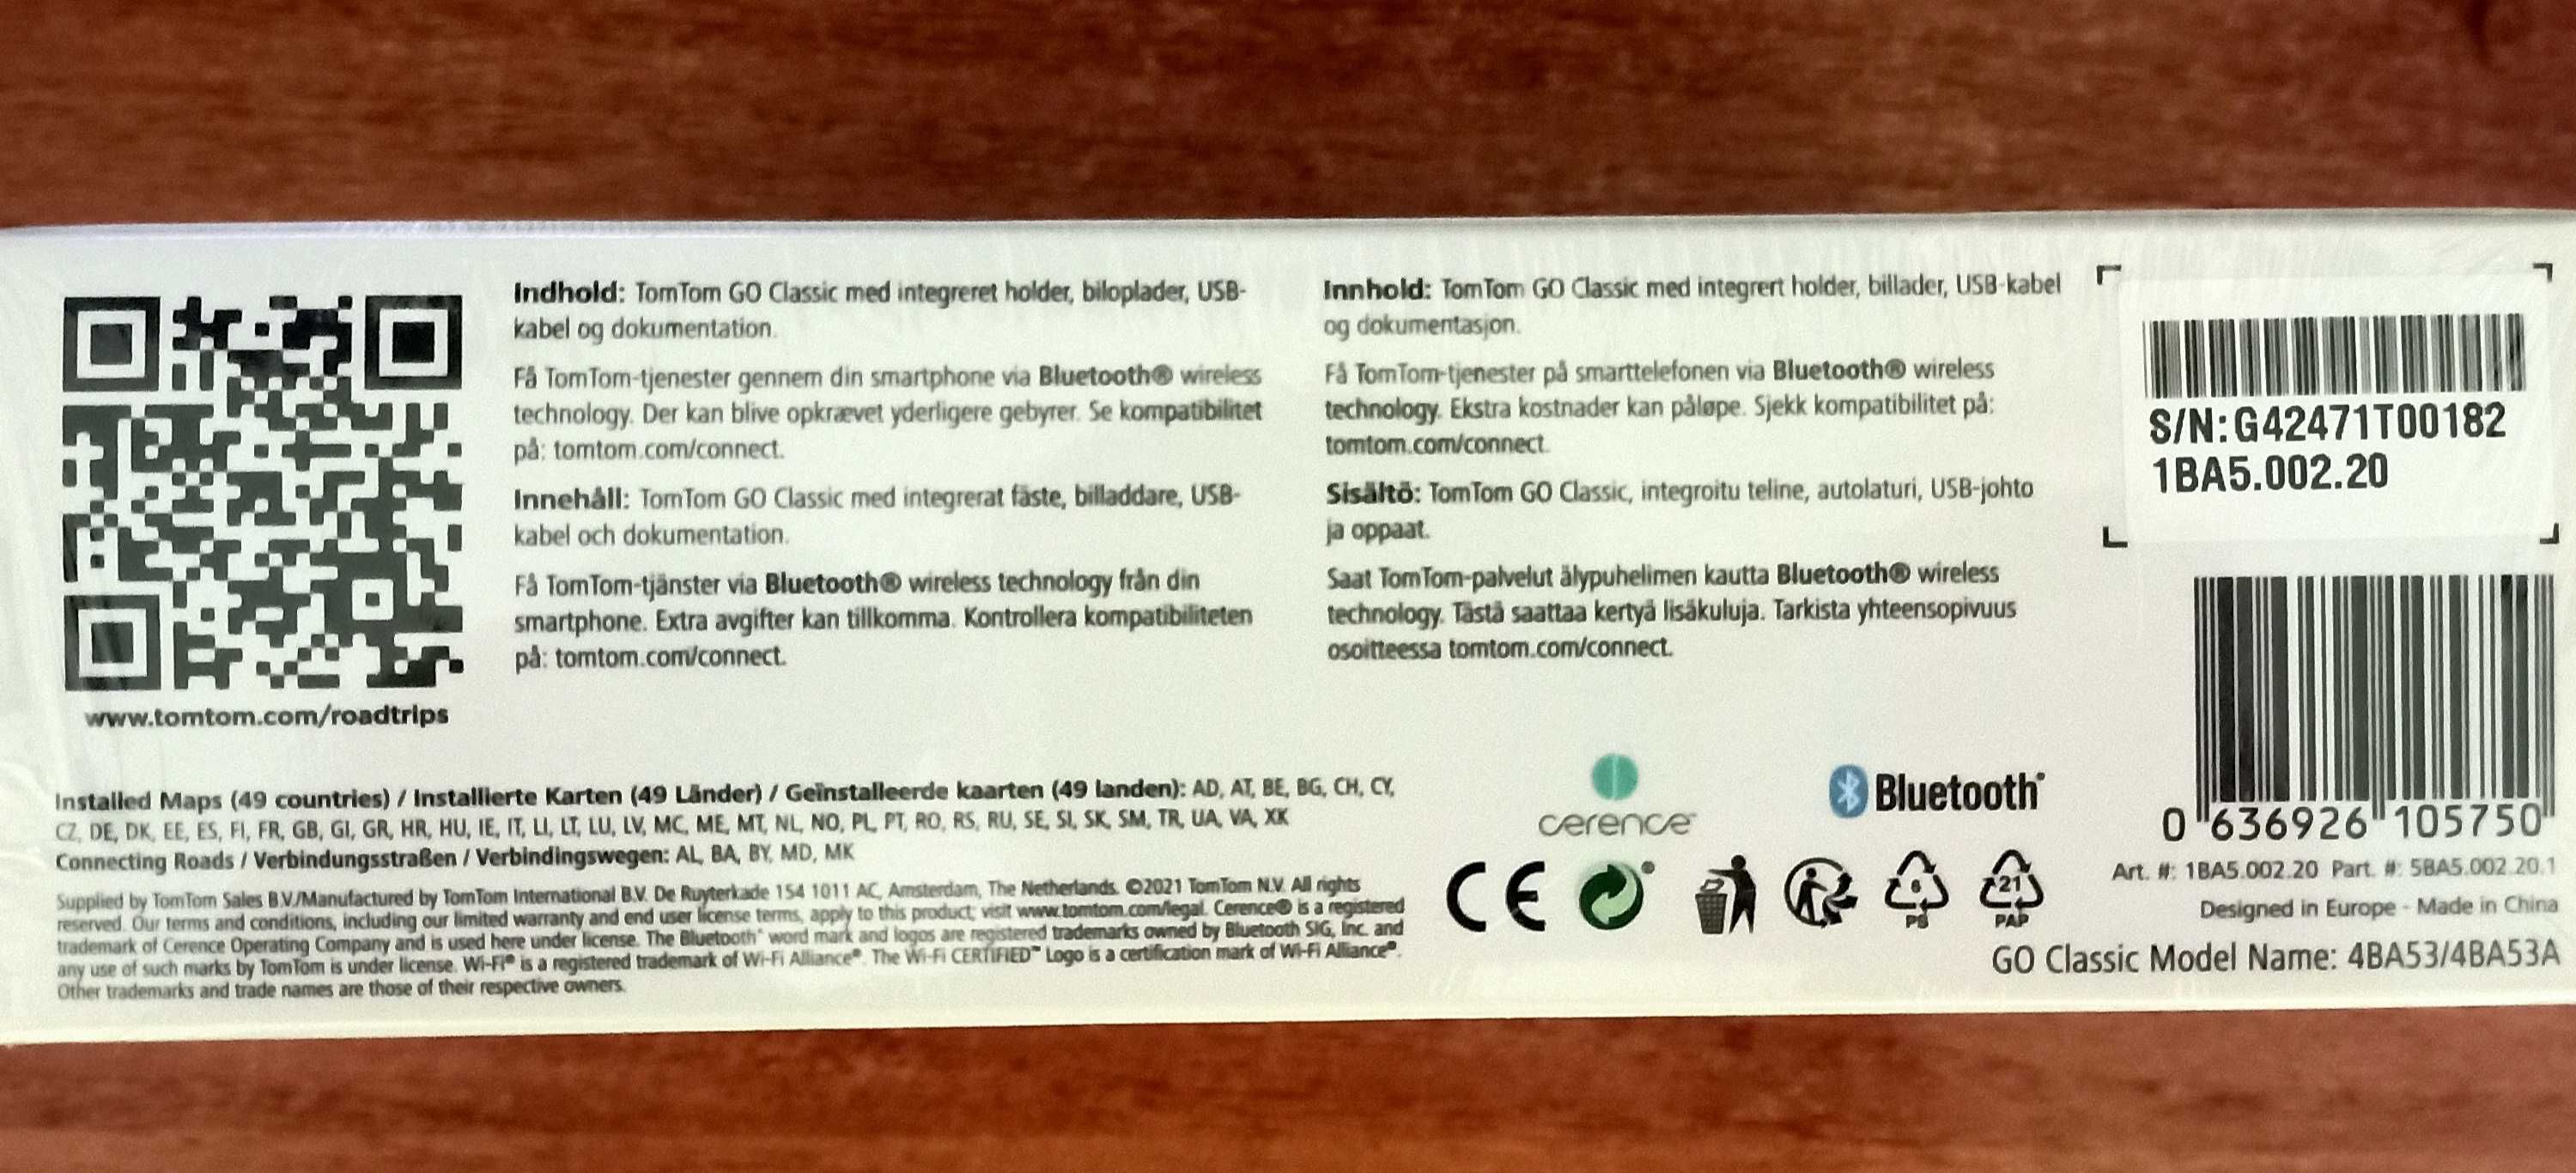 www.tomtom.com/roadtrips
Indhold: TomTom GO Classic med integreret holder, biloplader, USB-
kabel og dokumentation.
Få TomTom-tjenester gennem din smartphone via Bluetooth® wireless
technology. Der kan blive opkrævet yderligere gebyrer. Se kompatibilitet
på: tomtom.com/connect.
Innehåll: TomTom GO Classic med integrerat fäste, billaddare, USB-
kabel och dokumentation.
Få TomTom-tjänster via Bluetooth® wireless technology från din
smartphone. Extra avgifter kan tillkomma. Kontrollera kompatibiliteten
på: tomtom.com/connect.
Innhold: TomTom GO Classic med integrert holder, billader, USB-kabel
og dokumentasjon.
Få TomTom-tjenester på smarttelefonen via Bluetooth® wireless
technology. Ekstra kostnader kan påløpe. Sjekk kompatibilitet på:
tomtom.com/connect.
Sisältö: TomTom GO Classic, integroitu teline, autolaturi, USB-johto
ja oppaat.
Saat TomTom-palvelut älypuhelimen kautta Bluetooth® wireless
technology. Tästä saattaa kertyä lisäkuluja. Tarkista yhteensopivuus
osoitteessa tomtom.com/connect.
S/N:G42471T00182
1BA5.002.20
Installed Maps (49 countries) / Installierte Karten (49 Länder) / Geïnstalleerde kaarten (49 landen): AD, AT, BE, BG, CH, CY,
CZ, DE, DK, EE, ES, FI, FR, GB, GI, GR, HR, HU, IE, IT, LI, LT, LU, LV, MC, ME, MT, NL, NO, PL, PT, RO, RS, RU, SE, SI, SK, SM, TR, UA, VA, XK
Connecting Roads / Verbindungsstraßen / Verbindingswegen: AL, BA, BY, MD, MK
Supplied by TomTom Sales B.V./Manufactured by TomTom International B.V. De Ruyterkade 154 1011 AC, Amsterdam, The Netherlands. ©2021 TomTom N.V. All rights
reserved. Our terms and conditions, including our limited warranty and end user license terms, apply to this product; visit www.tomtom.com/legal. Cerence® is a registered
trademark of Cerence Operating Company and is used here under license. The Bluetooth® word mark and logos are registered trademarks owned by Bluetooth SIG, Inc. and
any use of such marks by TomTom is under license. Wi-Fi® is a registered trademark of Wi-Fi Alliance®. The Wi-Fi CERTIFIED™ Logo is a certification mark of Wi-Fi Alliance®.
Other trademarks and trade names are those of their respective owners.
cerence
Bluetooth®
CE
6
PS
21
PAP
0 636926 105750
Art. #: 1BA5.002.20 Part. #: 5BA5.002.20.1
Designed in Europe - Made in China
GO Classic Model Name: 4BA53/4BA53A